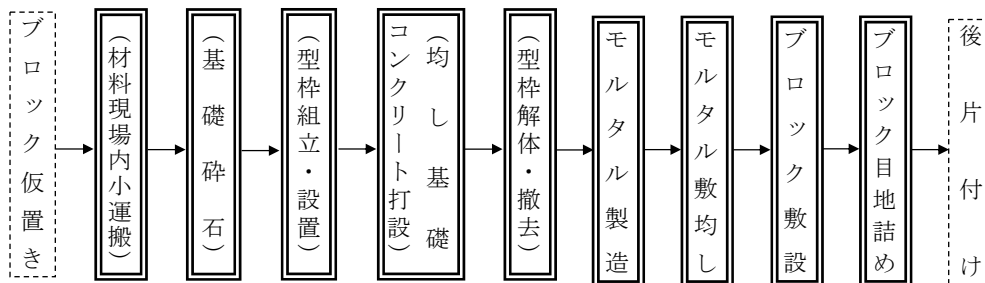 ブロック仮置き
（材料現場内小運搬）
（基礎砕石）
（型枠組立・設置）
（均し基礎
コンクリート打設）
（型枠解体・撤去）
モルタル製造
モルタル敷均し
ブロック敷設
ブロック目地詰め
後片付け